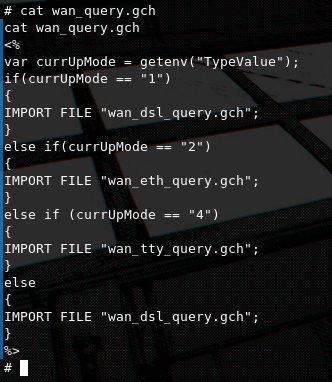 # cat wan_query.gch
cat wan_query.gch
<%
var currUpMode = getenv("TypeValue");
if(currUpMode == "1")
{
IMPORT FILE "wan_dsl_query.gch";
}
else if(currUpMode == "2")
{
IMPORT FILE "wan_eth_query.gch";
}
else if (currUpMode == "4")
{
IMPORT FILE "wan_tty_query.gch";
}
else
{
IMPORT FILE "wan_dsl_query.gch";
}
%>
#